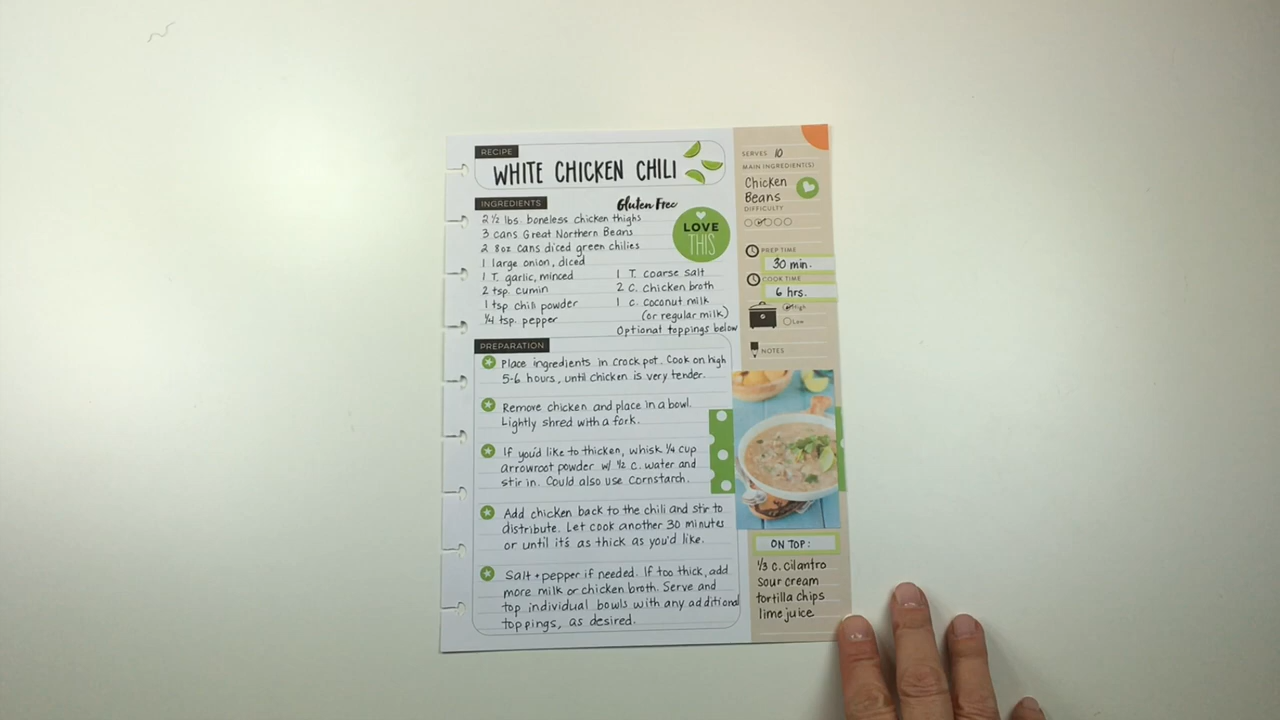 RECIPE
WHITE CHICKEN CHILI
INGREDIENTS
Gluten Free
2 ½ lbs. boneless chicken thighs
3 cans Great Northern Beans
2 8oz cans diced green chilies
1 large onion, diced
1 T. garlic, minced
2 tsp. cumin
1 tsp chili powder
¼ tsp. pepper
1 T. coarse salt
2 C. chicken broth
1 c. coconut milk
(or regular milk)
Optional toppings below
LOVE
THIS
PREPARATION
Place ingredients in crock pot. Cook on high
5-6 hours, until chicken is very tender.
Remove chicken and place in a bowl.
Lightly shred with a fork.
If you'd like to thicken, whisk ¼ cup
arrowroot powder w/ ½ c. water and
stir in. Could also use cornstarch.
Add chicken back to the chili and stir to
distribute. Let cook another 30 minutes
or until it's as thick as you'd like.
Salt + pepper if needed. If too thick, add
more milk or chicken broth. Serve and
top individual bowls with any additional
toppings, as desired.
SERVES 10
MAIN INGREDIENT(S)
Chicken
Beans
DIFFICULTY
PREP TIME
30 min.
COOK TIME
6 hrs.
High
Low
NOTES
ON TOP:
⅓ c. cilantro
sour cream
tortilla chips
lime juice